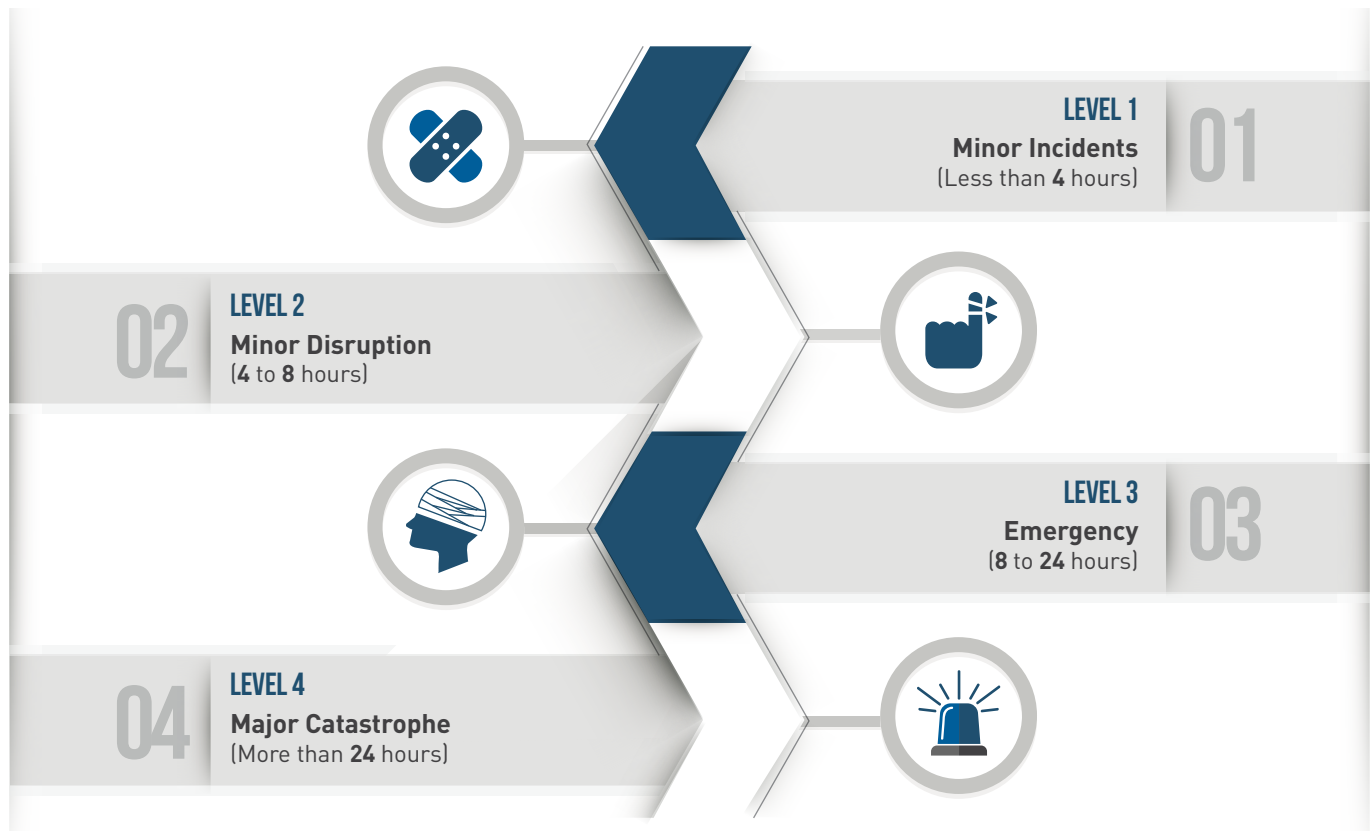 LEVEL 1
Minor Incidents
(Less than 4 hours)
01
02
LEVEL 2
Minor Disruption
(4 to 8 hours)
LEVEL 3
Emergency
(8 to 24 hours)
03
04
LEVEL 4
Major Catastrophe
(More than 24 hours)